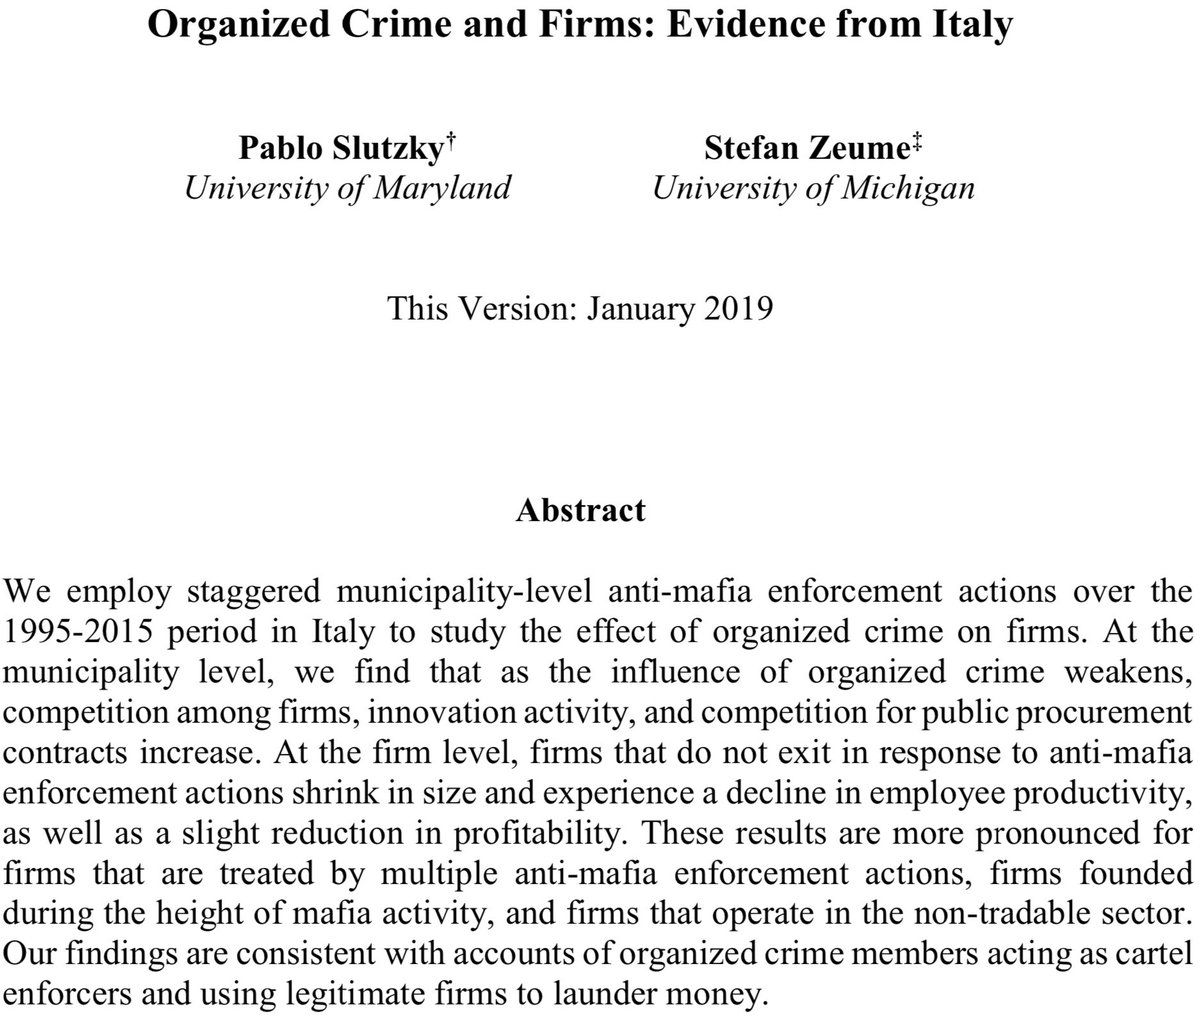 Organized Crime and Firms: Evidence from Italy
Pablo Slutzky† Stefan Zeume‡
University of Maryland University of Michigan
This Version: January 2019
Abstract
We employ staggered municipality-level anti-mafia enforcement actions over the
1995-2015 period in Italy to study the effect of organized crime on firms. At the
municipality level, we find that as the influence of organized crime weakens,
competition among firms, innovation activity, and competition for public procurement
contracts increase. At the firm level, firms that do not exit in response to anti-mafia
enforcement actions shrink in size and experience a decline in employee productivity,
as well as a slight reduction in profitability. These results are more pronounced for
firms that are treated by multiple anti-mafia enforcement actions, firms founded
during the height of mafia activity, and firms that operate in the non-tradable sector.
Our findings are consistent with accounts of organized crime members acting as cartel
enforcers and using legitimate firms to launder money.